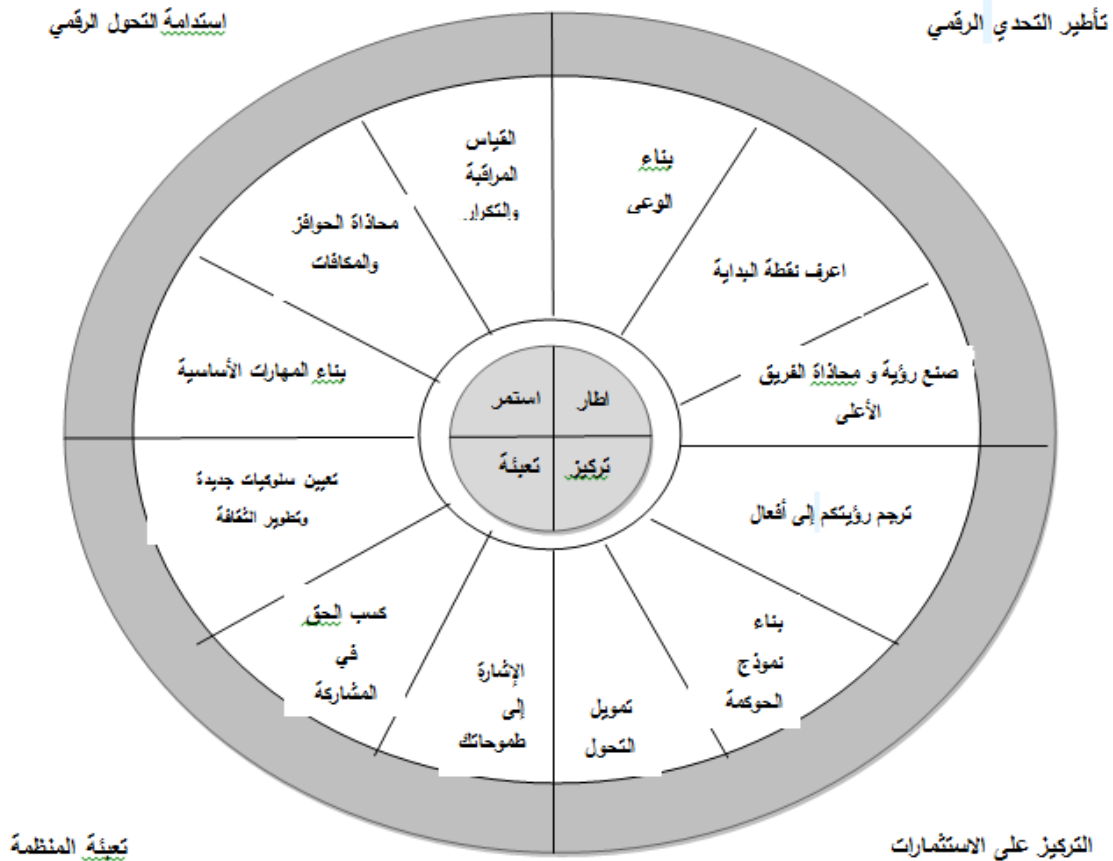 تأطير التحدي الرقمي
استدامة التحول الرقمي
بناء
الوعى
اعرف نقطة البداية
صنع رؤية و محاذاة الفريق
الأعلى
ترجم رؤيتكم إلى أفعال
بناء
نموذج
الحوكمة
تمويل
التحول
الإشارة
إلى
طموحاتك
كسب الحق
في
المشاركة
تعيين سلوكيات جديدة
وتطوير الثقافة
بناء المهارات الأساسية
محاذاة الحوافز
والمكافات
القياس
المراقبة
والتكرار
اطار
استمر
تركيز
تعبئة
التركيز على الاستثمارات
تعبئة المنظمة